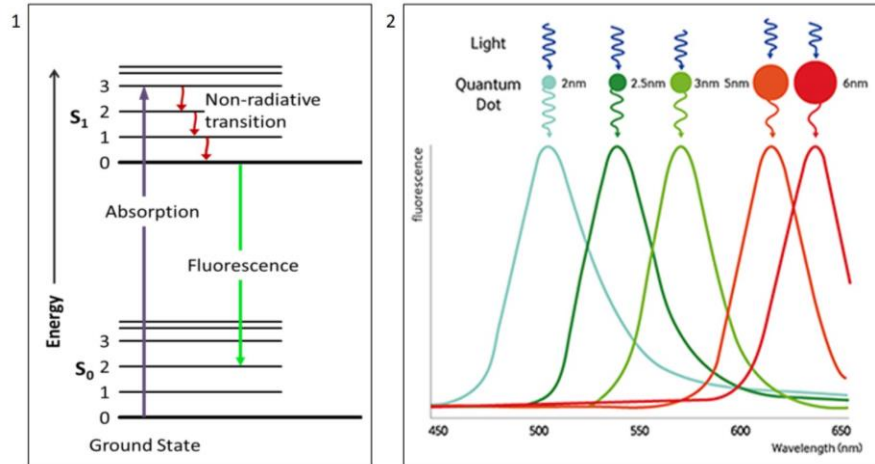 1
3
2
1
0
S1
Non-radiative
transition
Absorption
Fluorescence
Energy
3
2
1
0
S0
Ground State
2
Light
Quantum
Dot
2nm
2.5nm
3nm
5nm
6nm
fluorescence
450
500
550
600
650
Wavelength (nm)